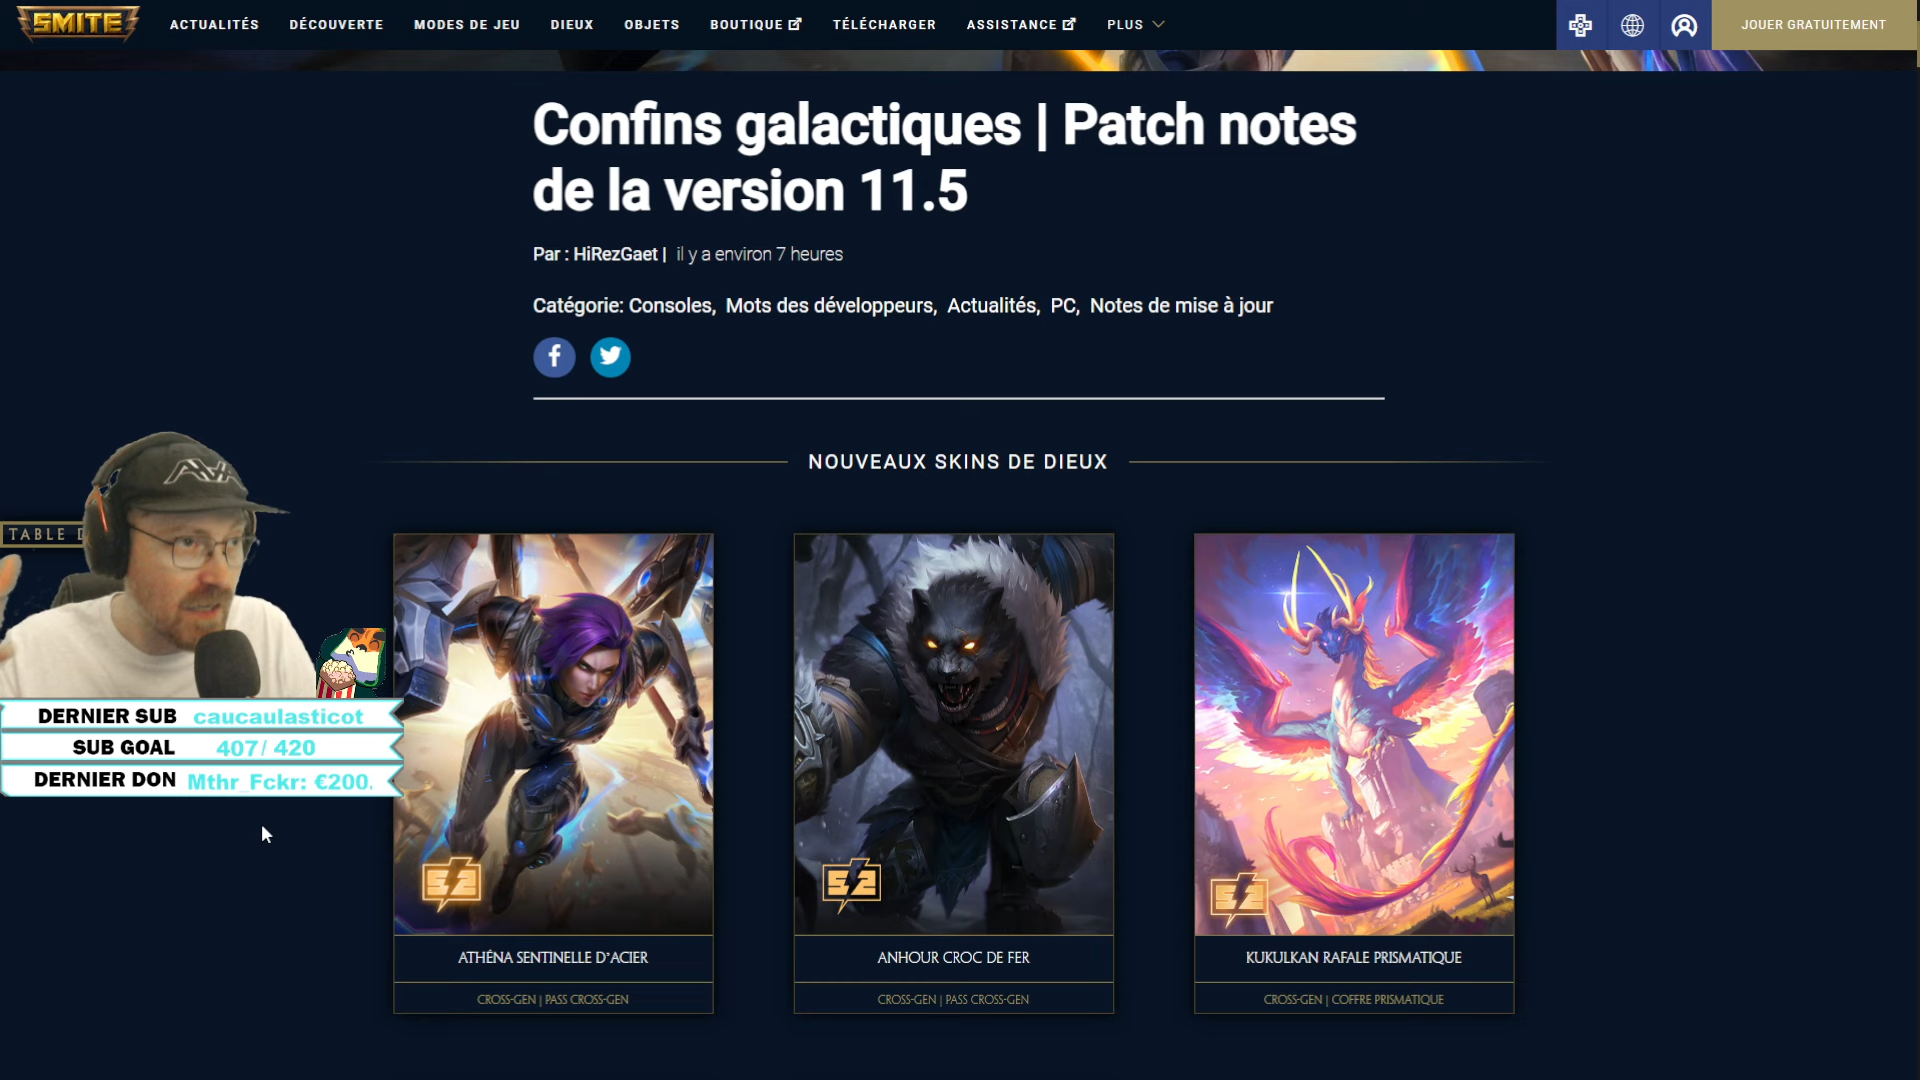 SMITE
ACTUALITÉS DÉCOUVERTE MODES DE JEU DIEUX OBJETS BOUTIQUE TÉLÉCHARGER ASSISTANCE PLUS JOUER GRATUITEMENT
Confins galactiques | Patch notes
de la version 11.5
Par : HiRezGaet | il y a environ 7 heures
Catégorie: Consoles, Mots des développeurs, Actualités, PC, Notes de mise à jour
NOUVEAUX SKINS DE DIEUX
TABLE D
DERNIER SUB caucaulasticot
SUB GOAL 407/ 420
DERNIER DON Mthr_Fckr: €200.
S2
S2
S2
ATHÉNA SENTINELLE D'ACIER
CROSS-GEN | PASS CROSS-GEN
ANHOUR CROC DE FER
CROSS-GEN | PASS CROSS-GEN
KUKULKAN RAFALE PRISMATIQUE
CROSS-GEN | COFFRE PRISMATIQUE